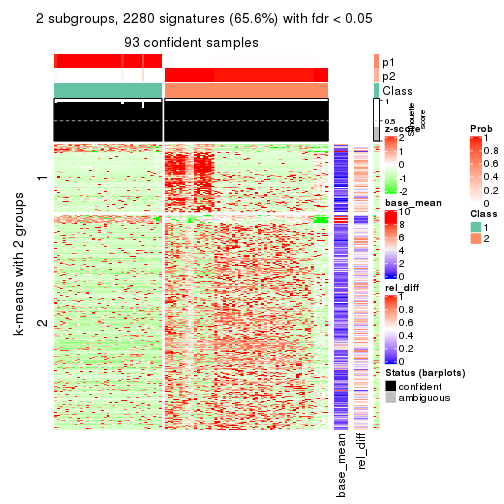 2 subgroups, 2280 signatures (65.6%) with fdr < 0.05
93 confident samples
p1
p2
Class
1
0.5
Silhouette
score
k-means with 2 groups
1
2
base_mean
rel_diff
z-score
2
1
0
-1
-2
base_mean
10
8
6
4
2
0
rel_diff
1
0.8
0.6
0.4
0.2
0
Status (barplots)
confident
ambiguous
Prob
1
0.8
0.6
0.4
0.2
0
Class
1
2